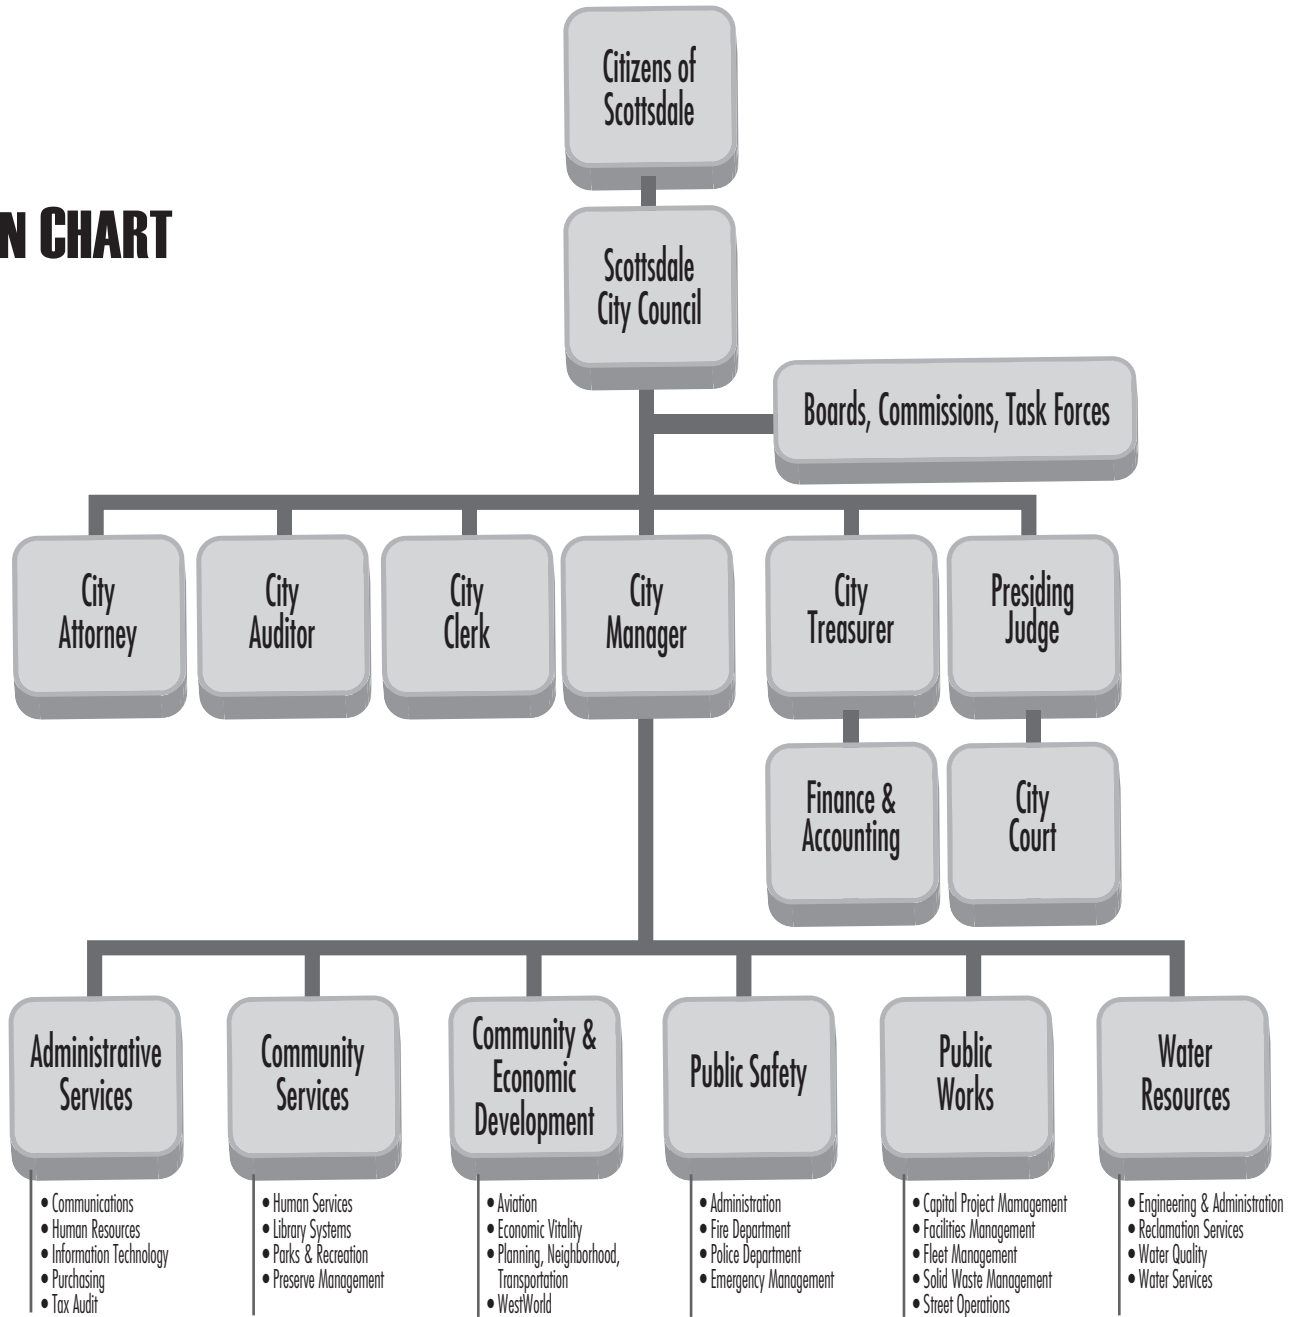 Citizens of
Scottsdale
N CHART
Scottsdale
City Council
Boards, Commissions, Task Forces
City
Attorney
City
Auditor
City
Clerk
City
Manager
City
Treasurer
Presiding
Judge
Finance &
Accounting
City
Court
Administrative
Services
Community
Services
Community &
Economic
Development
Public Safety
Public
Works
Water
Resources
• Communications
• Human Resources
• Information Technology
• Purchasing
• Tax Audit
• Human Services
• Library Systems
• Parks & Recreation
• Preserve Management
• Aviation
• Economic Vitality
• Planning, Neighborhood,
Transportation
• WestWorld
• Administration
• Fire Department
• Police Department
• Emergency Management
• Capital Project Mamagement
• Facilities Management
• Fleet Management
• Solid Waste Management
• Street Operations
• Engineering & Administration
• Reclamation Services
• Water Quality
• Water Services